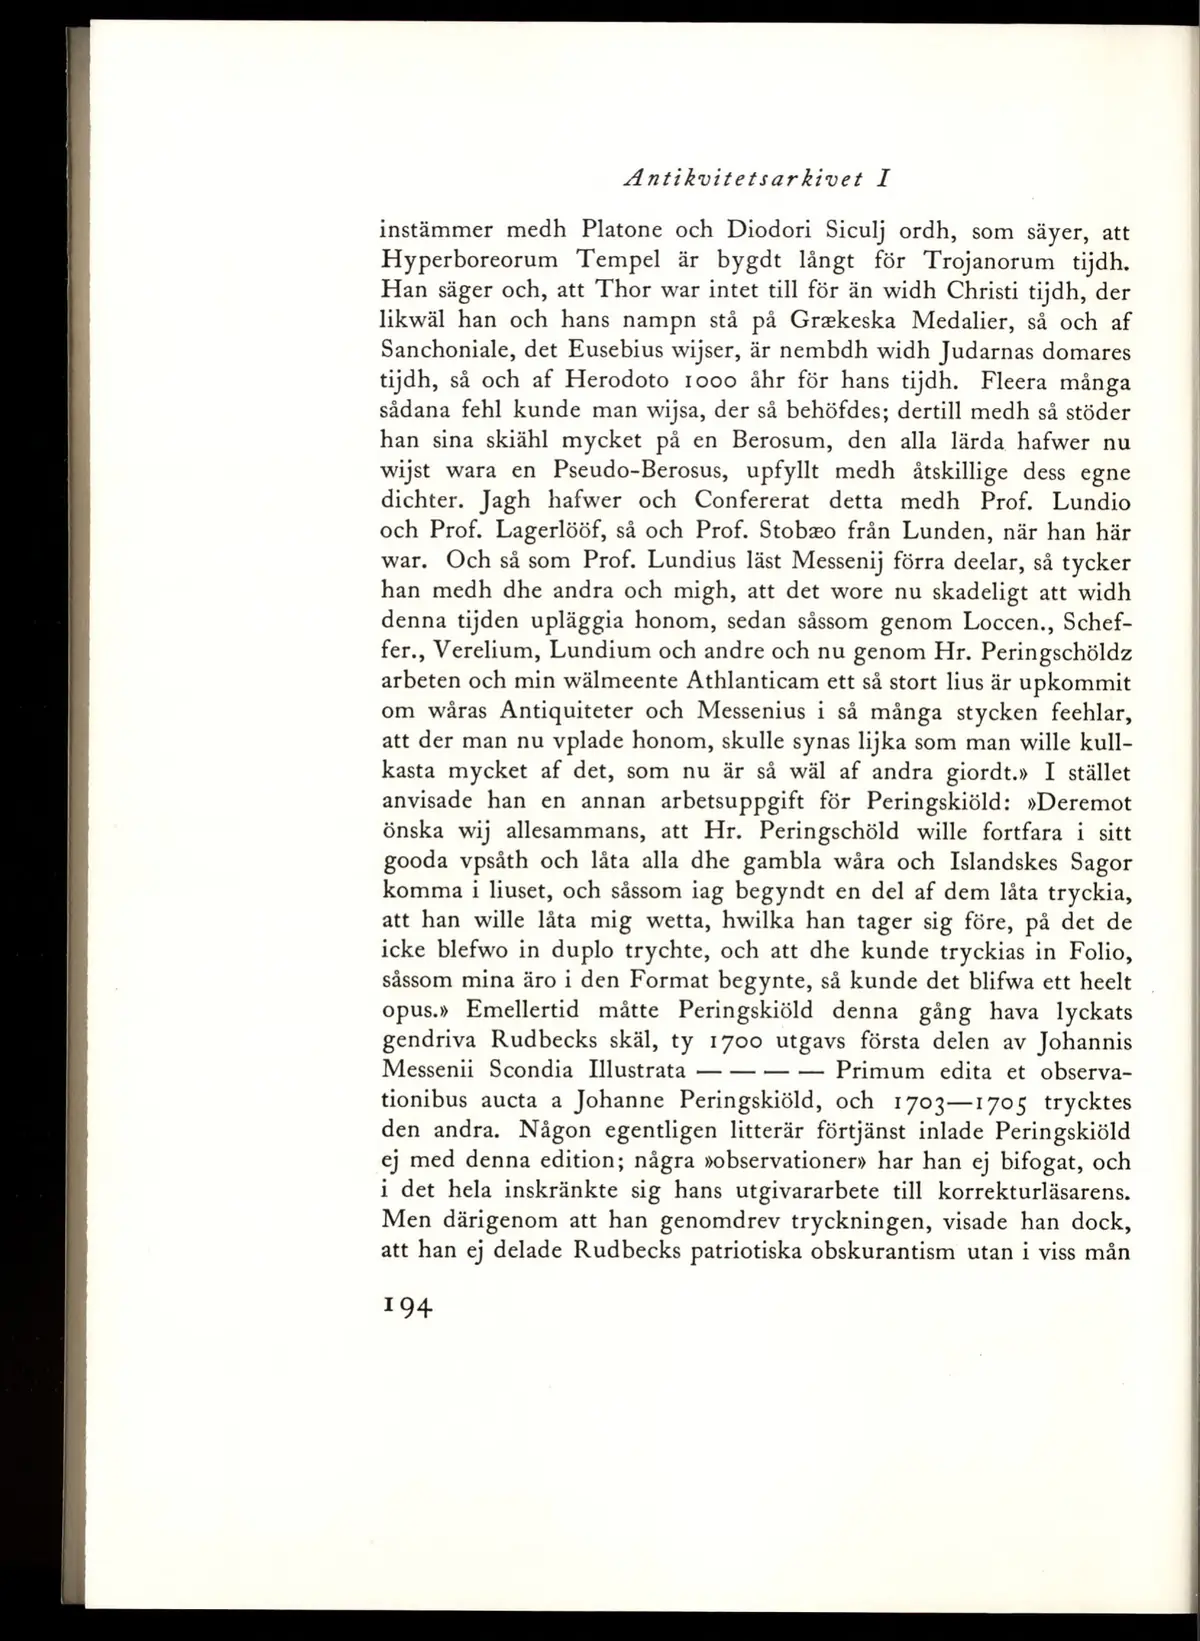 Antikvitetsarkivet I
instämmer medh Platone och Diodori Siculj ordh, som säyer, att
Hyperboreorum Tempel är bygdt långt för Trojanorum tijdh.
Han säger och, att Thor war intet till för än widh Christi tijdh, der
likwäl han och hans nampn stå på Grækeska Medalier, så och af
Sanchoniale, det Eusebius wijser, är nembdh widh Judarnas domares
tijdh, så och af Herodoto 1000 åhr för hans tijdh. Fleera många
sådana fehl kunde man wijsa, der så behöfdes; dertill medh så stöder
han sina skiähl mycket på en Berosum, den alla lärda hafwer nu
wijst wara en Pseudo-Berosus, upfyllt medh åtskillige dess egne
dichter. Jagh hafwer och Confererat detta medh Prof. Lundio
och Prof. Lagerlööf, så och Prof. Stobæo från Lunden, när han här
war. Och så som Prof. Lundius läst Messenij förra deelar, så tycker
han medh dhe andra och migh, att det wore nu skadeligt att widh
denna tijden upläggia honom, sedan såssom genom Loccen., Schef-
fer., Verelium, Lundium och andre och nu genom Hr. Peringschöldz
arbeten och min wälmeente Athlanticam ett så stort lius är upkommit
om wåras Antiquiteter och Messenius i så många stycken feehlar,
att der man nu vplade honom, skulle synas lijka som man wille kull-
kasta mycket af det, som nu är så wäl af andra giordt.» I stället
anvisade han en annan arbetsuppgift för Peringskiöld: »Deremot
önska wij allesammans, att Hr. Peringschöld wille fortfara i sitt
gooda vpsåth och låta alla dhe gambla wåra och Islandskes Sagor
komma i liuset, och såssom iag begyndt en del af dem låta tryckia,
att han wille låta mig wetta, hwilka han tager sig före, på det de
icke blefwo in duplo trychte, och att dhe kunde tryckias in Folio,
såssom mina äro i den Format begynte, så kunde det blifwa ett heelt
opus.» Emellertid måtte Peringskiöld denna gång hava lyckats
gendriva Rudbecks skäl, ty 1700 utgavs första delen av Johannis
Messenii Scondia Illustrata — — — — Primum edita et observa-
tionibus aucta a Johanne Peringskiöld, och 1703—1705 trycktes
den andra. Någon egentligen litterär förtjänst inlade Peringskiöld
ej med denna edition; några »observationer» har han ej bifogat, och
i det hela inskränkte sig hans utgivararbete till korrekturläsarens.
Men därigenom att han genomdrev tryckningen, visade han dock,
att han ej delade Rudbecks patriotiska obskurantism utan i viss mån
194